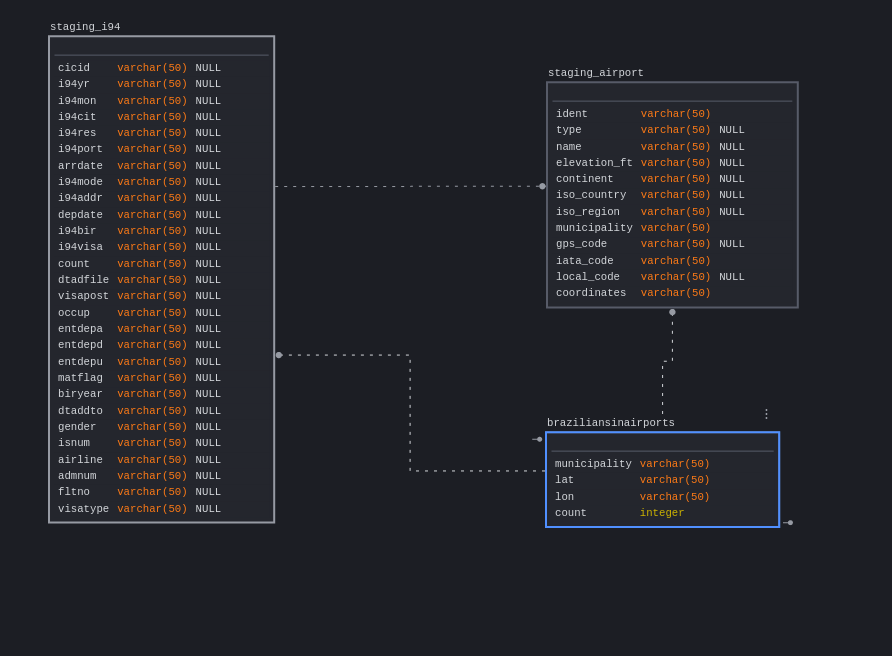 staging_i94
cicid varchar(50) NULL
i94yr varchar(50) NULL
i94mon varchar(50) NULL
i94cit varchar(50) NULL
i94res varchar(50) NULL
i94port varchar(50) NULL
arrdate varchar(50) NULL
i94mode varchar(50) NULL
i94addr varchar(50) NULL
depdate varchar(50) NULL
i94bir varchar(50) NULL
i94visa varchar(50) NULL
count varchar(50) NULL
dtadfile varchar(50) NULL
visapost varchar(50) NULL
occup varchar(50) NULL
entdepa varchar(50) NULL
entdepd varchar(50) NULL
entdepu varchar(50) NULL
matflag varchar(50) NULL
biryear varchar(50) NULL
dtaddto varchar(50) NULL
gender varchar(50) NULL
isnum varchar(50) NULL
airline varchar(50) NULL
admnum varchar(50) NULL
fltno varchar(50) NULL
visatype varchar(50) NULL
staging_airport
ident varchar(50)
type varchar(50) NULL
name varchar(50) NULL
elevation_ft varchar(50) NULL
continent varchar(50) NULL
iso_country varchar(50) NULL
iso_region varchar(50) NULL
municipality varchar(50)
gps_code varchar(50) NULL
iata_code varchar(50)
local_code varchar(50) NULL
coordinates varchar(50)
braziliansinairports
municipality varchar(50)
lat varchar(50)
lon varchar(50)
count integer